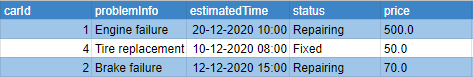 carId problemInfo estimatedTime status price
1 Engine failure 20-12-2020 10:00 Repairing 500.0
4 Tire replacement 10-12-2020 08:00 Fixed 50.0
2 Brake failure 12-12-2020 15:00 Repairing 70.0